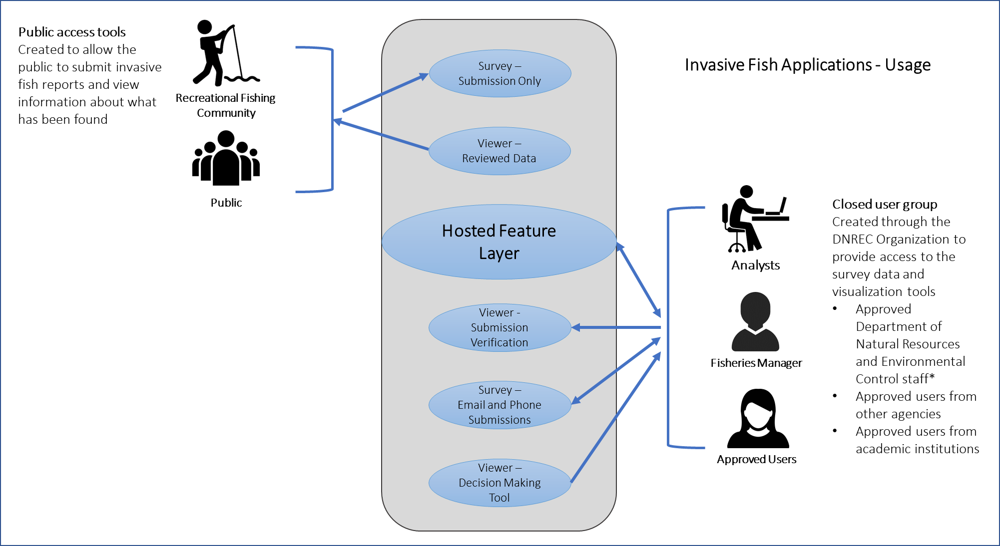 Public access tools
Created to allow the
public to submit invasive
fish reports and view
information about what
has been found
Recreational Fishing
Community
Public
Survey –
Submission Only
Viewer –
Reviewed Data
Hosted Feature
Layer
Viewer -
Submission
Verification
Survey –
Email and Phone
Submissions
Viewer –
Decision Making
Tool
Invasive Fish Applications - Usage
Analysts
Fisheries Manager
Approved Users
Closed user group
Created through the
DNREC Organization to
provide access to the
survey data and
visualization tools
• Approved
Department of
Natural Resources
and Environmental
Control staff*
• Approved users from
other agencies
• Approved users from
academic institutions